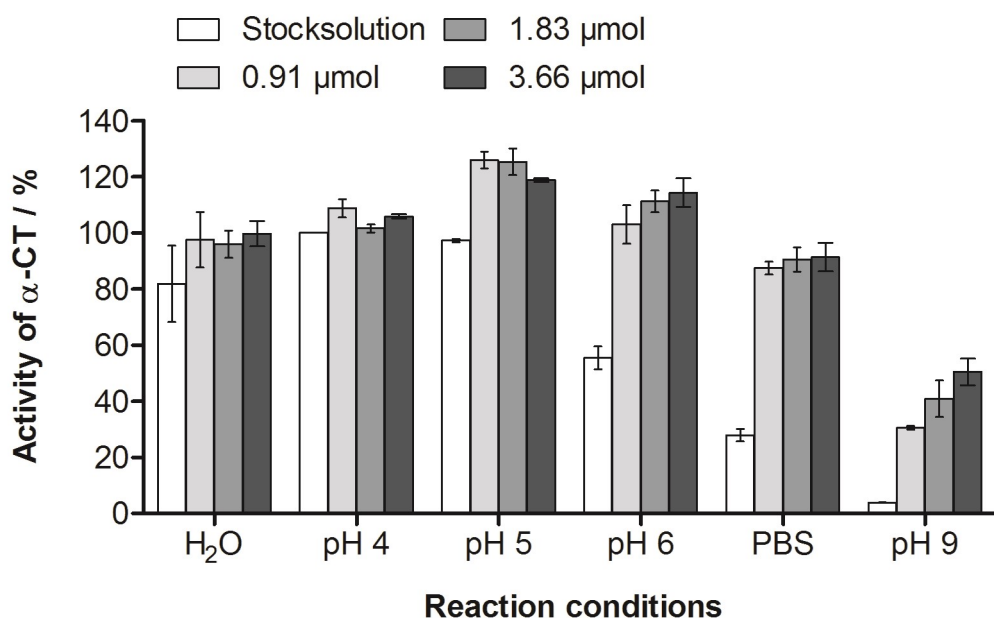 Stocksolution 1.83 µmol
0.91 µmol 3.66 µmol
Activity of α-CT / %
140
120
100
80
60
40
20
0
H₂O pH 4 pH 5 pH 6 PBS pH 9
Reaction conditions